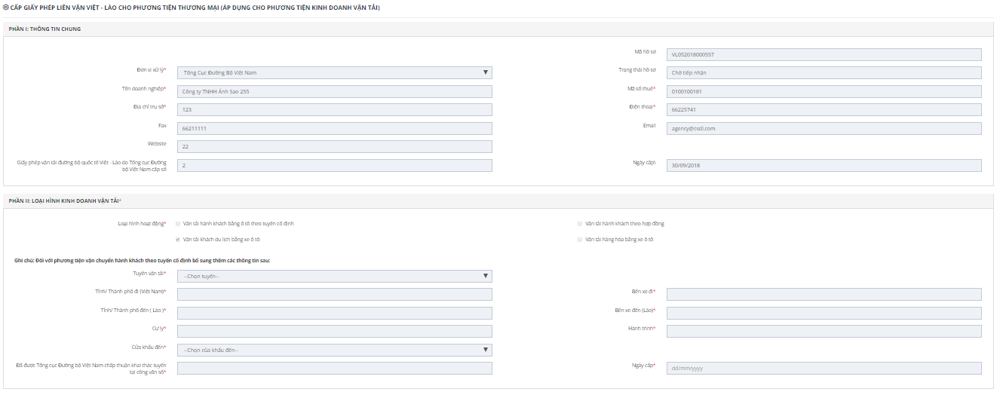 CẤP GIẤY PHÉP LIÊN VẬN VIỆT - LÀO CHO PHƯƠNG TIỆN THƯƠNG MẠI (ÁP DỤNG CHO PHƯƠNG TIỆN KINH DOANH VẬN TẢI)
PHẦN I: THÔNG TIN CHUNG
Mã hồ sơ VL052018000557
Đơn vị xử lý* Tổng Cục Đường Bộ Việt Nam ▼ Trạng thái hồ sơ Chờ tiếp nhận
Tên doanh nghiệp* Công ty TNHH Ánh Sao 255 Mã số thuế* 0100100181
Địa chỉ trụ sở* 123 Điện thoại* 66225741
Fax 66211111 Email agency@csdl.com
Website 22
Giấy phép vận tải đường bộ quốc tế Việt - Lào do Tổng cục Đường 2 Ngày cấp\ 30/09/2018
bộ Việt Nam cấp số
PHẦN II: LOẠI HÌNH KINH DOANH VẬN TẢI*
Loại hình hoạt động* Vận tải hành khách bằng ô tô theo tuyến cố định Vận tải hành khách theo hợp đồng
Vận tải khách du lịch bằng xe ô tô Vận tải hàng hóa bằng xe ô tô
Ghi chú: Đối với phương tiện vận chuyển hành khách theo tuyến cố định bổ sung thêm các thông tin sau:
Tuyến vận tải* --Chọn tuyến-- ▼
Tỉnh/ Thành phố đi (Việt Nam)* Bến xe đi*
Tỉnh/ Thành phố đến ( Lào )* Bến xe đến (Lào)*
Cự ly* Hành trình*
Cửa khẩu đến* --Chọn của khẩu đến-- ▼
Đã được Tổng cục Đường bộ Việt Nam chấp thuận khai thác tuyến Ngày cấp* dd/mm/yyyy
tại công văn số*